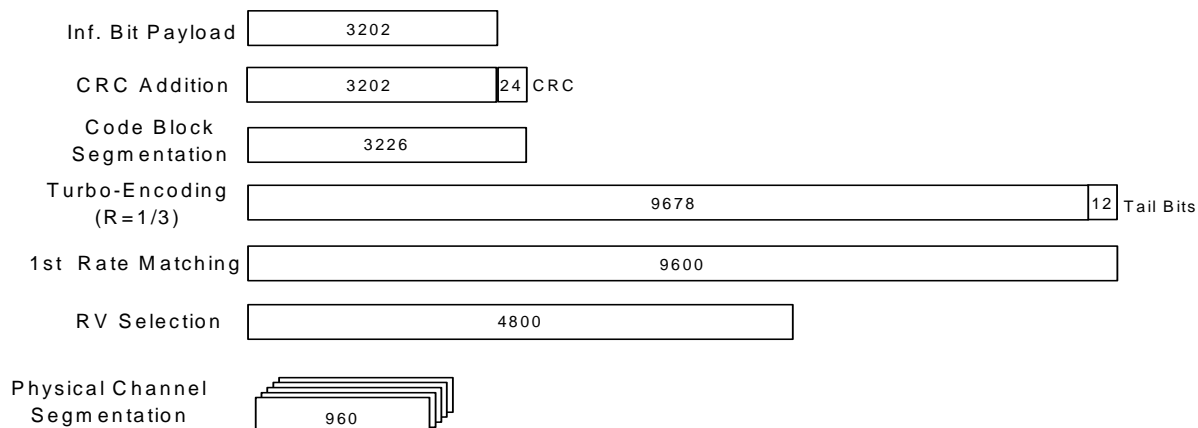 Inf. Bit Payload 3202
CRC Addition 3202 24 CRC
Code Block
Segmentation 3226
Turbo-Encoding
(R=1/3) 9678 12 Tail Bits
1st Rate Matching 9600
RV Selection 4800
Physical Channel
Segmentation 960